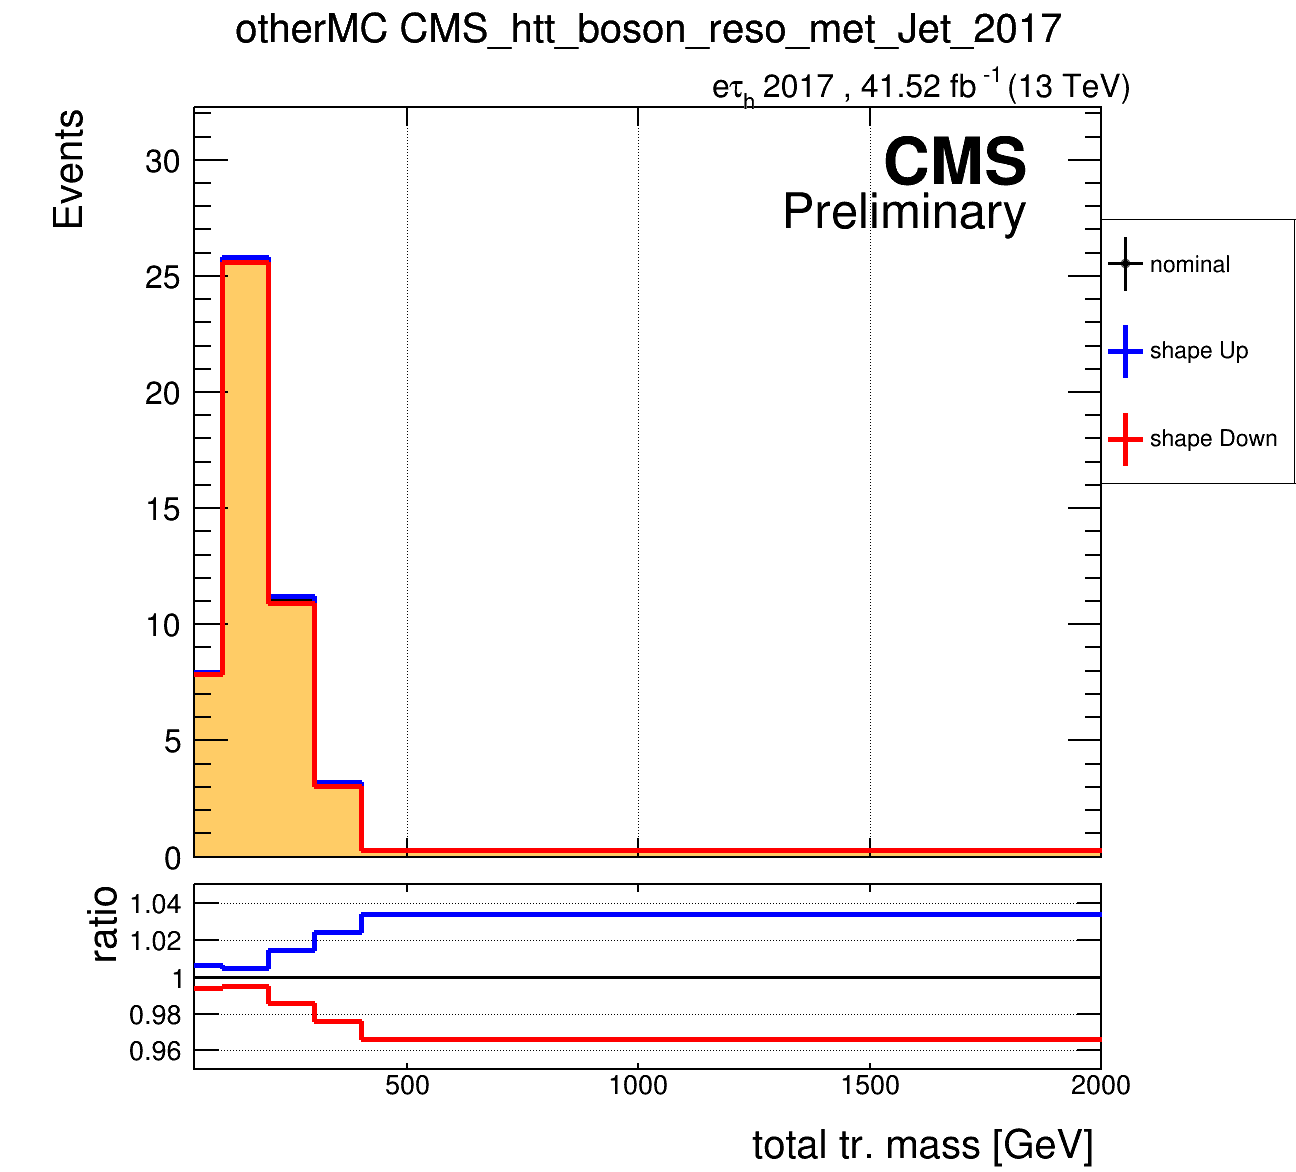 otherMC CMS_htt_boson_reso_met_Jet_2017
eτh 2017 , 41.52 fb-1 (13 TeV)
Events
CMS
Preliminary
30
25
20
15
10
5
0
nominal
shape Up
shape Down
ratio
1.04
1.02
1
0.98
0.96
500 1000 1500 2000
total tr. mass [GeV]